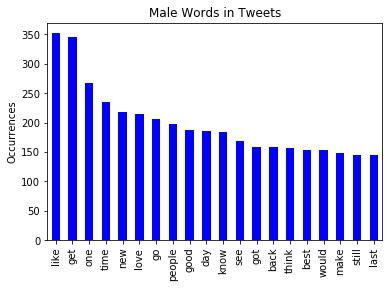 Male Words in Tweets
Occurrences
350
300
250
200
150
100
50
0
like
get
one
time
new
love
go
people
good
day
know
see
got
back
think
best
would
make
still
last